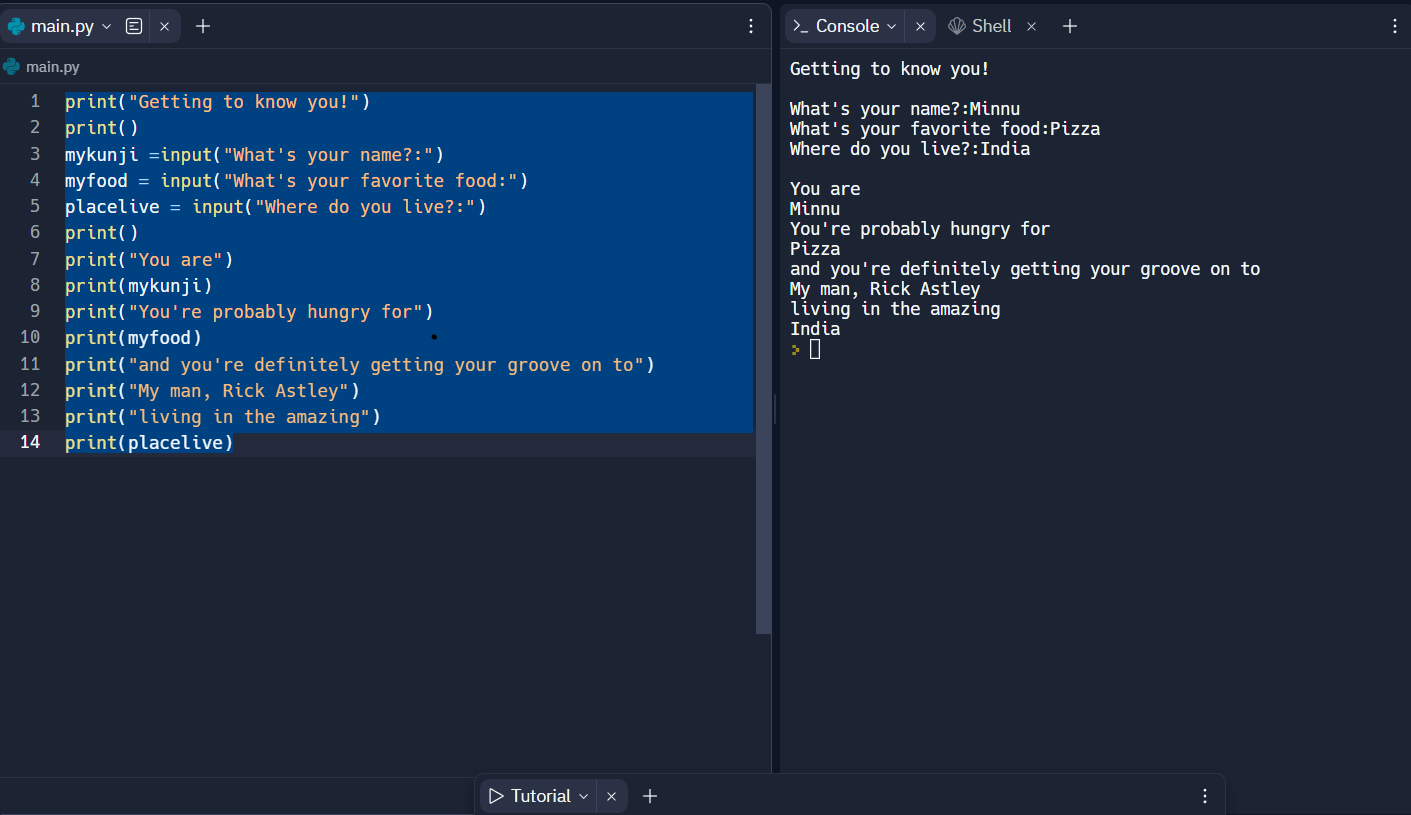 main.py
main.py
1 print("Getting to know you!")
2 print()
3 mykunji =input("What's your name?:")
4 myfood = input("What's your favorite food:")
5 placelive = input("Where do you live?:")
6 print()
7 print("You are")
8 print(mykunji)
9 print("You're probably hungry for")
10 print(myfood)
11 print("and you're definitely getting your groove on to")
12 print("My man, Rick Astley")
13 print("living in the amazing")
14 print(placelive)
Console Shell
Getting to know you!
What's your name?:Minnu
What's your favorite food:Pizza
Where do you live?:India
You are
Minnu
You're probably hungry for
Pizza
and you're definitely getting your groove on to
My man, Rick Astley
living in the amazing
India
Tutorial